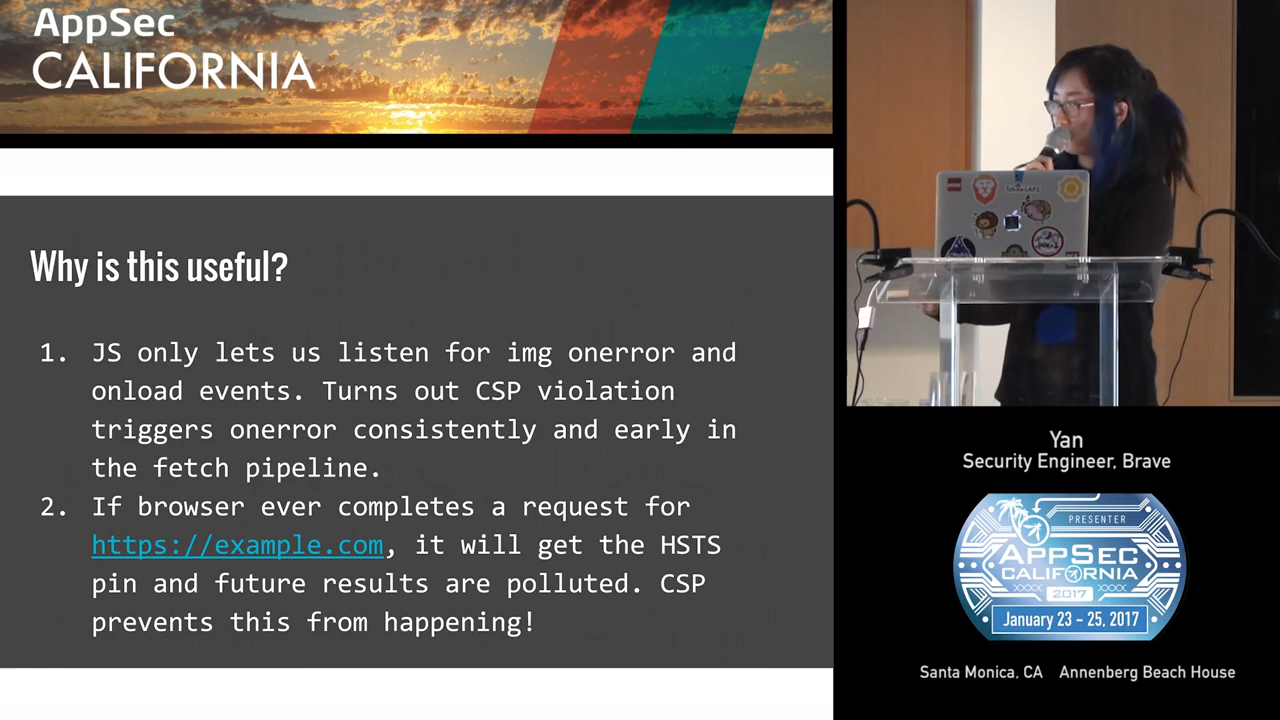 AppSec
CALIFORNIA
Why is this useful?
1. JS only lets us listen for img onerror and
onload events. Turns out CSP violation
triggers onerror consistently and early in
the fetch pipeline.
2. If browser ever completes a request for
https://example.com, it will get the HSTS
pin and future results are polluted. CSP
prevents this from happening!
Yan
Security Engineer, Brave
PRESENTER
APPSEC
CALIFORNIA
2017
January 23 - 25, 2017
Santa Monica, CA Annenberg Beach House